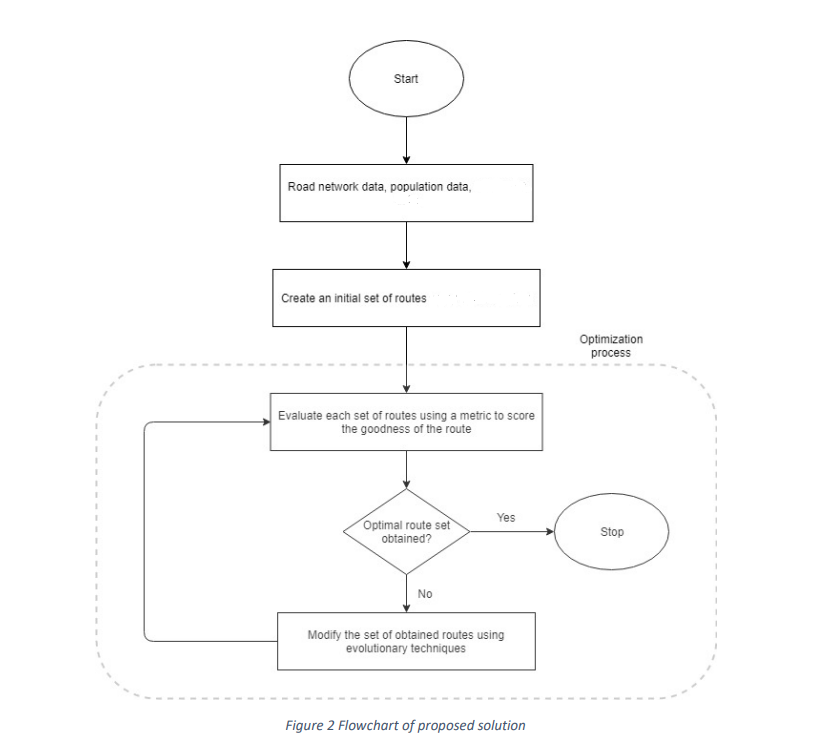 Start
Road network data, population data,
Create an initial set of routes
Optimization
process
Evaluate each set of routes using a metric to score
the goodness of the route
Optimal route set
obtained?
Yes
Stop
No
Modify the set of obtained routes using
evolutionary techniques
Figure 2 Flowchart of proposed solution